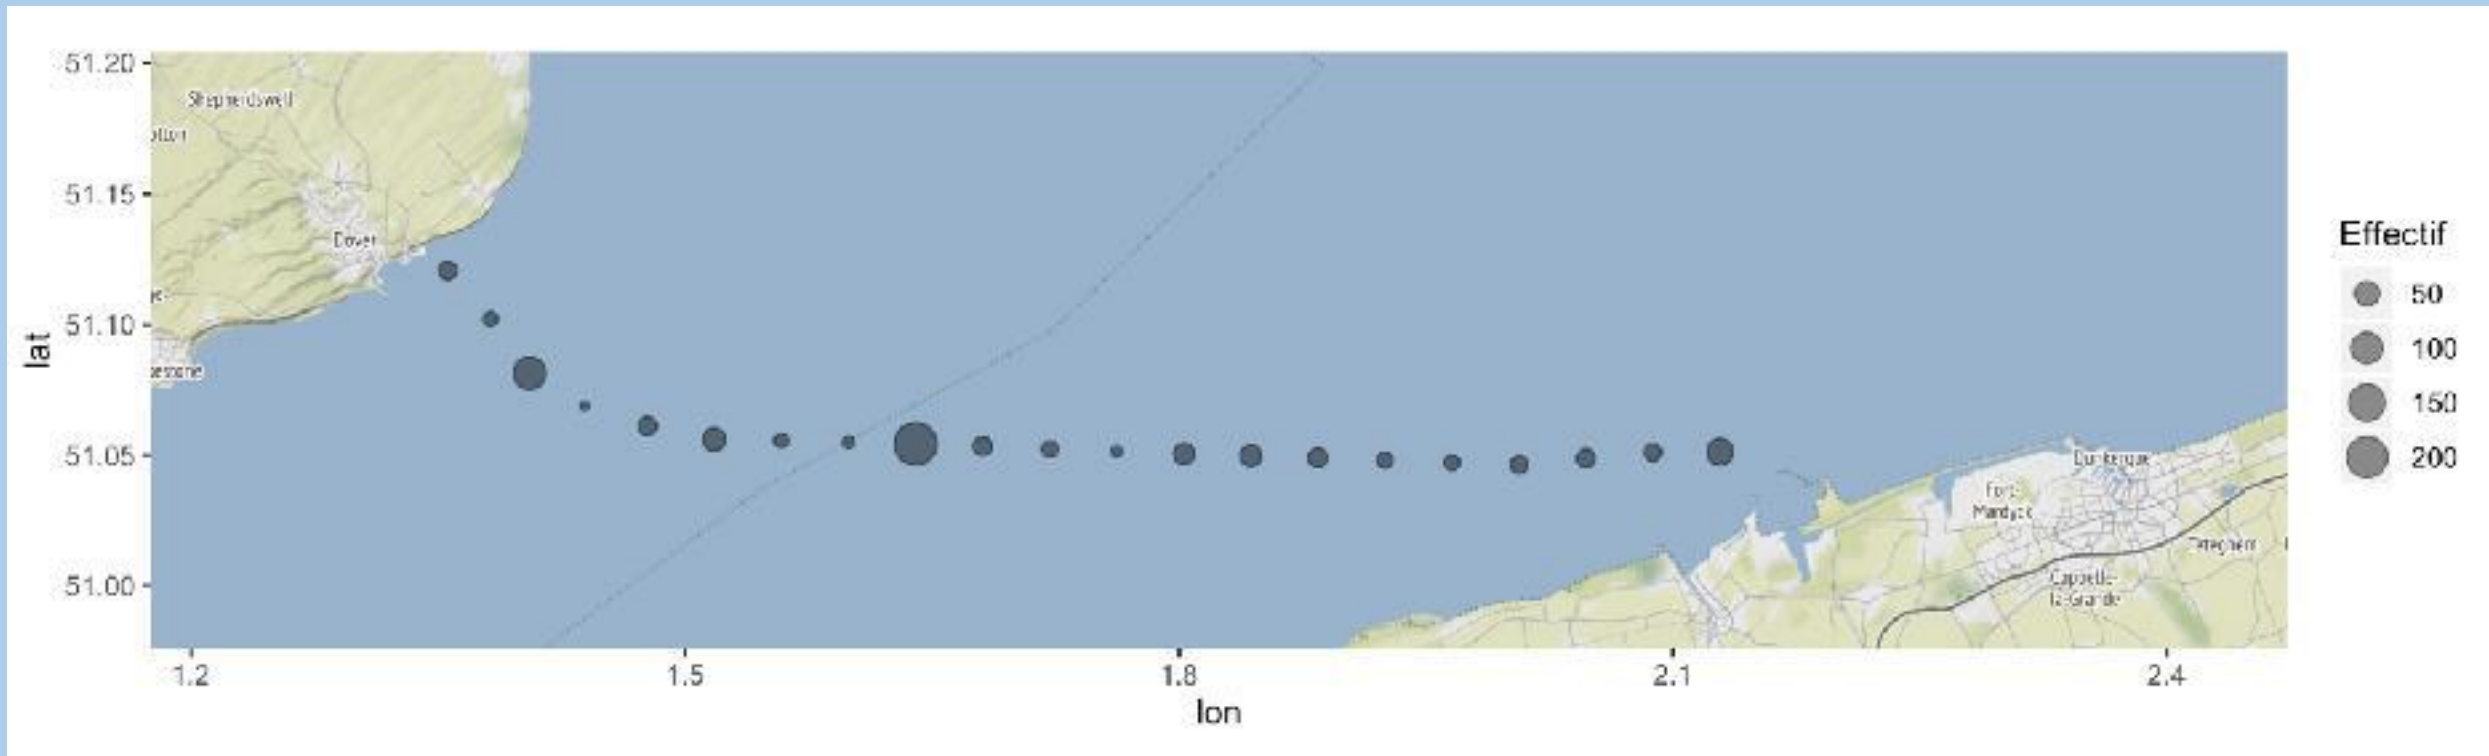 51.20
51.15
51.10
51.05
51.00
lat
1.2
1.5
1.8
2.1
2.4
lon
Shepherdswell
Dover
Dunkerque
Fort-
Mardyck
Cappelle-
la-Grande
Effectif
50
100
150
200